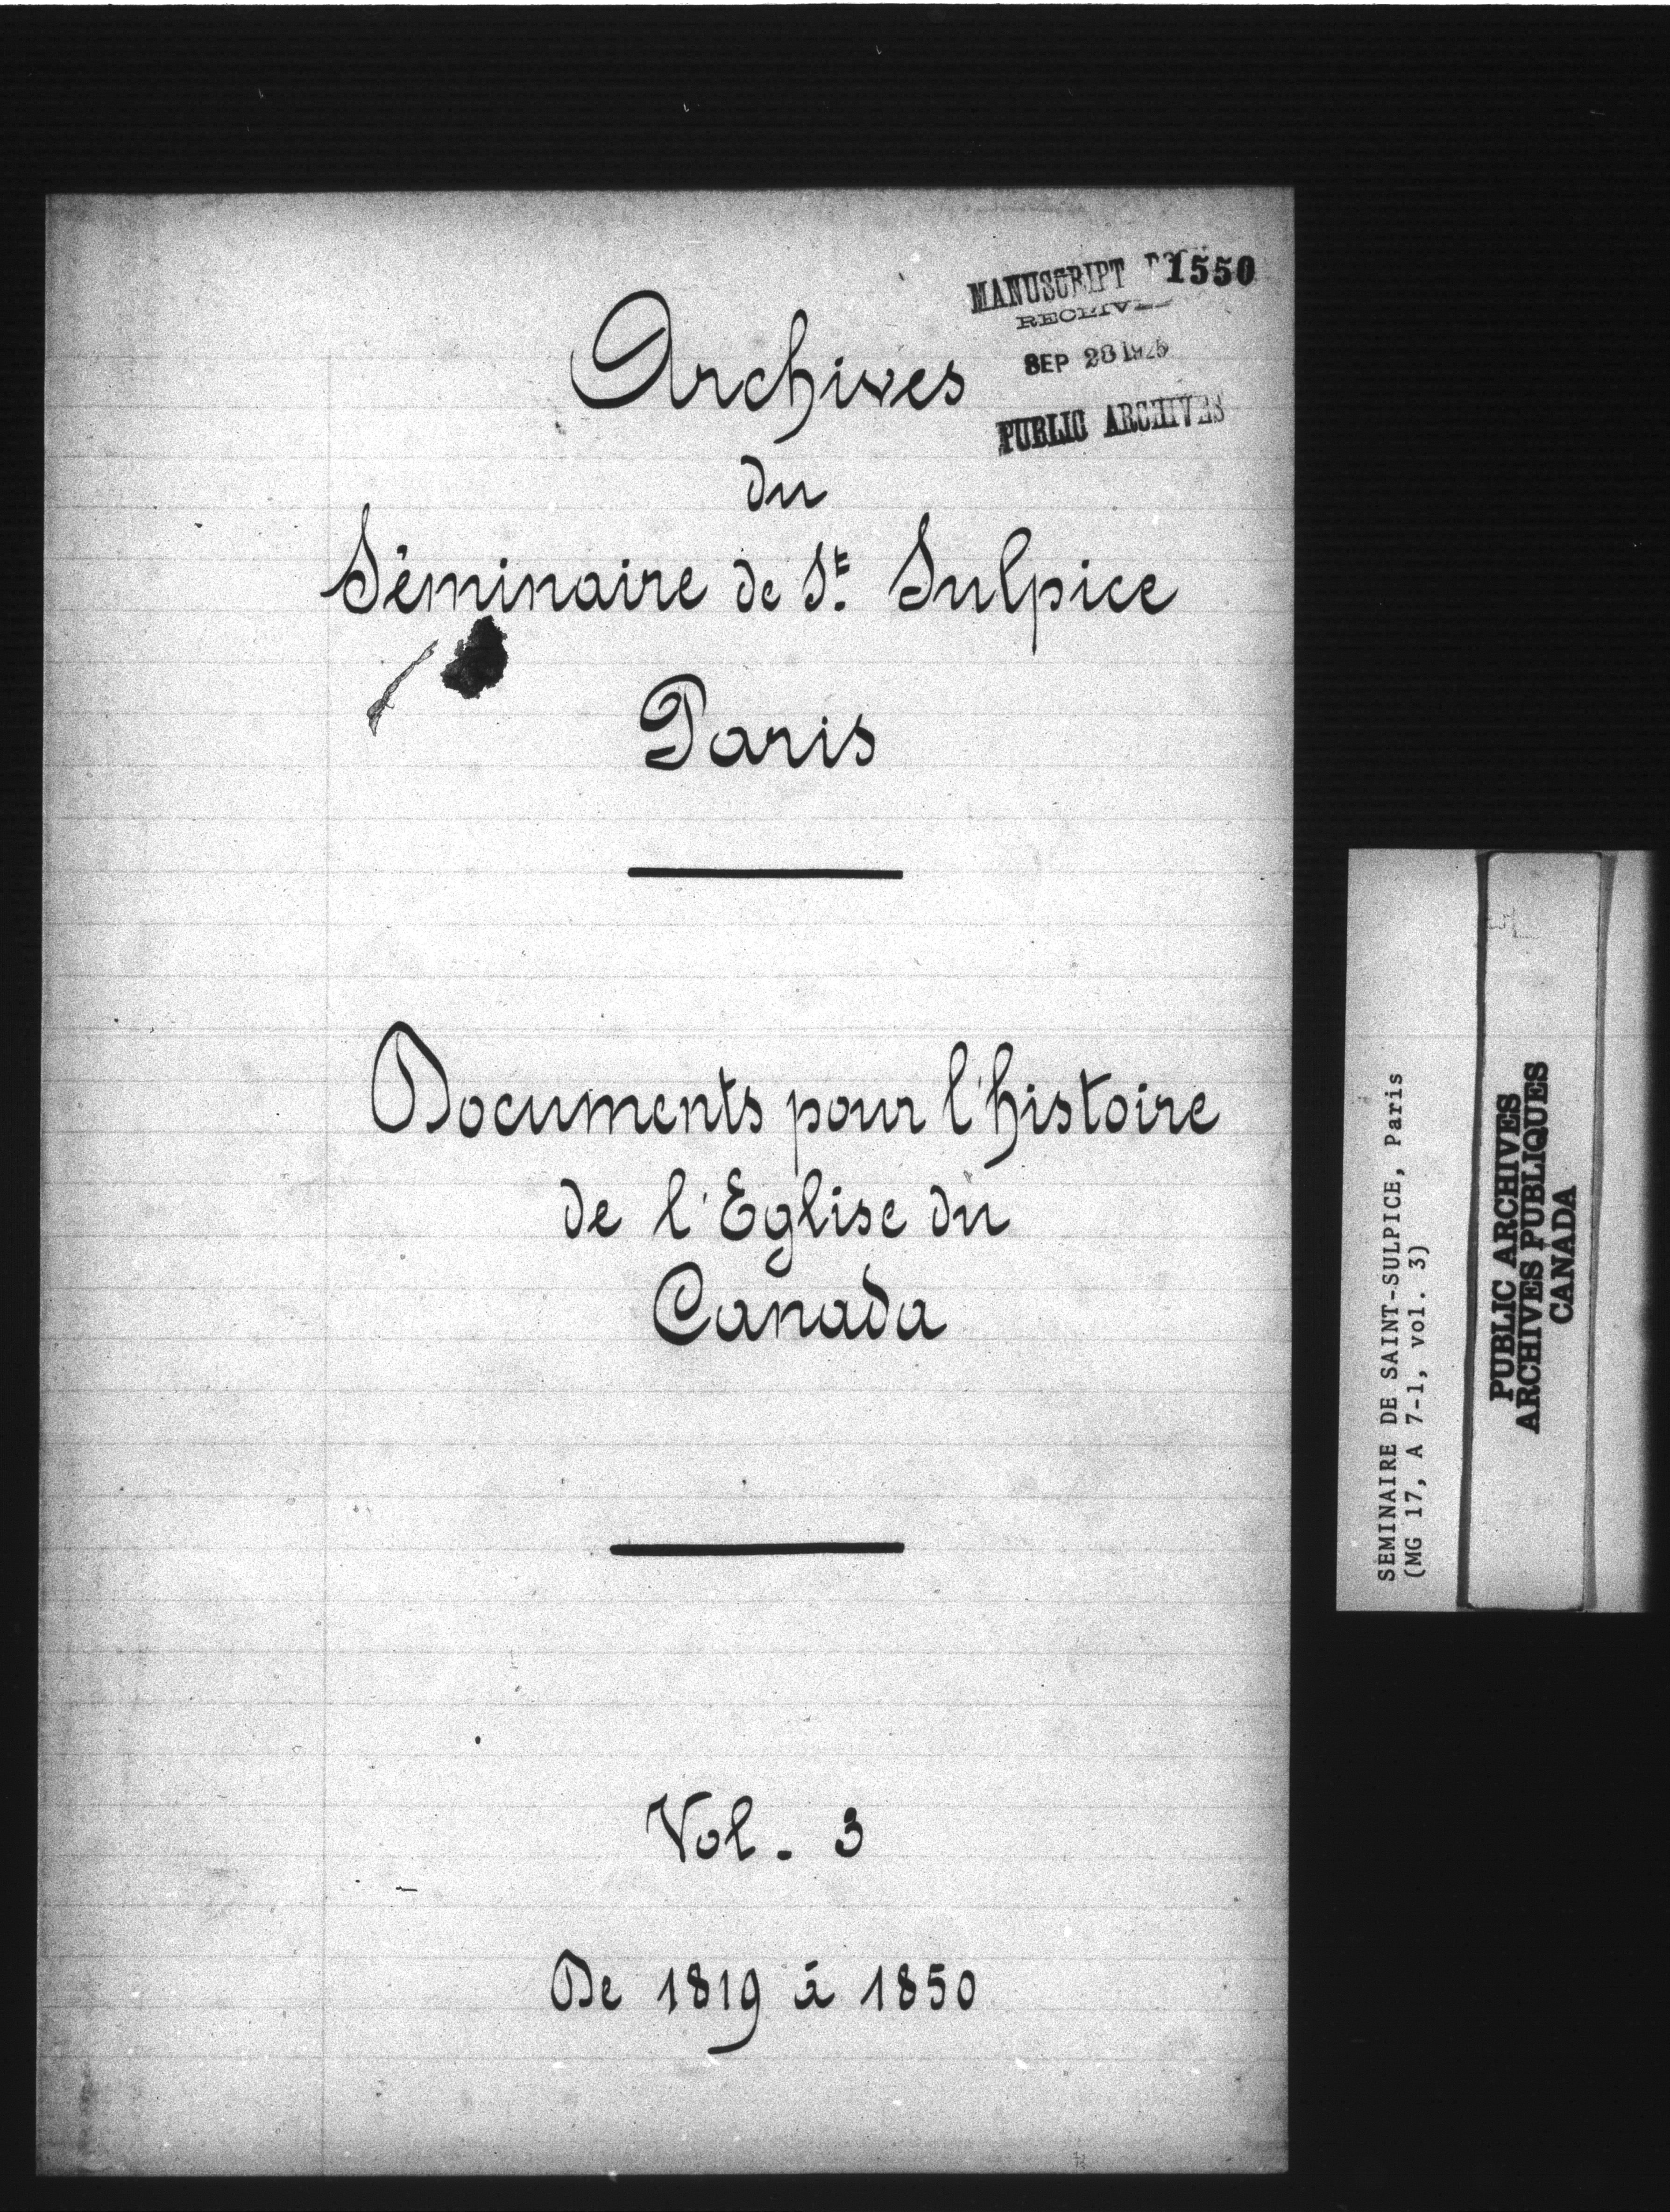 1550
MANUSCRIPT
RECEIVED
SEP 28
PUBLIC ARCHIVES
Archives
du
Séminaire de St. Sulpice
Paris
Documents pour l'histoire
de l'Eglise du
Canada
Vol. 3
De 1819 à 1850
SEMINAIRE DE SAINT-SULPICE, Paris
(MG 17, A 7-1, vol. 3)
PUBLIC ARCHIVES
ARCHIVES PUBLIQUES
CANADA